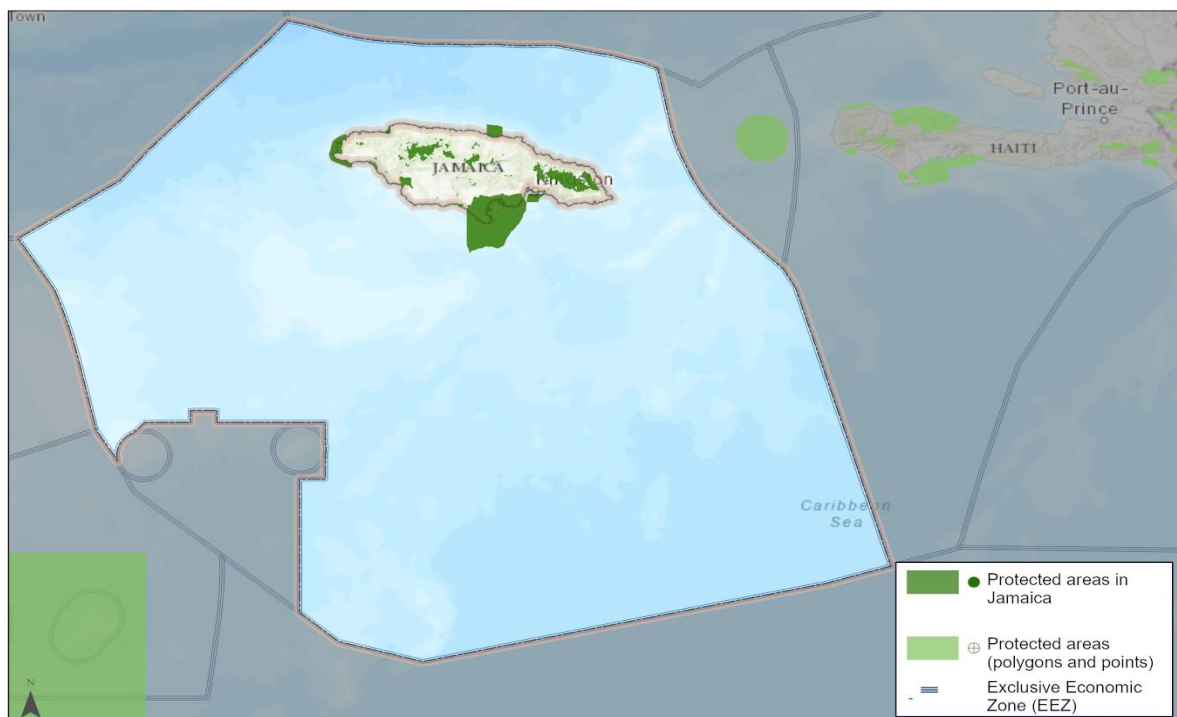 Town
Port-au-
Prince
HAITI
JAMAICA
Caribbean
Sea
Protected areas in
Jamaica
Protected areas
(polygons and points)
Exclusive Economic
Zone (EEZ)
N